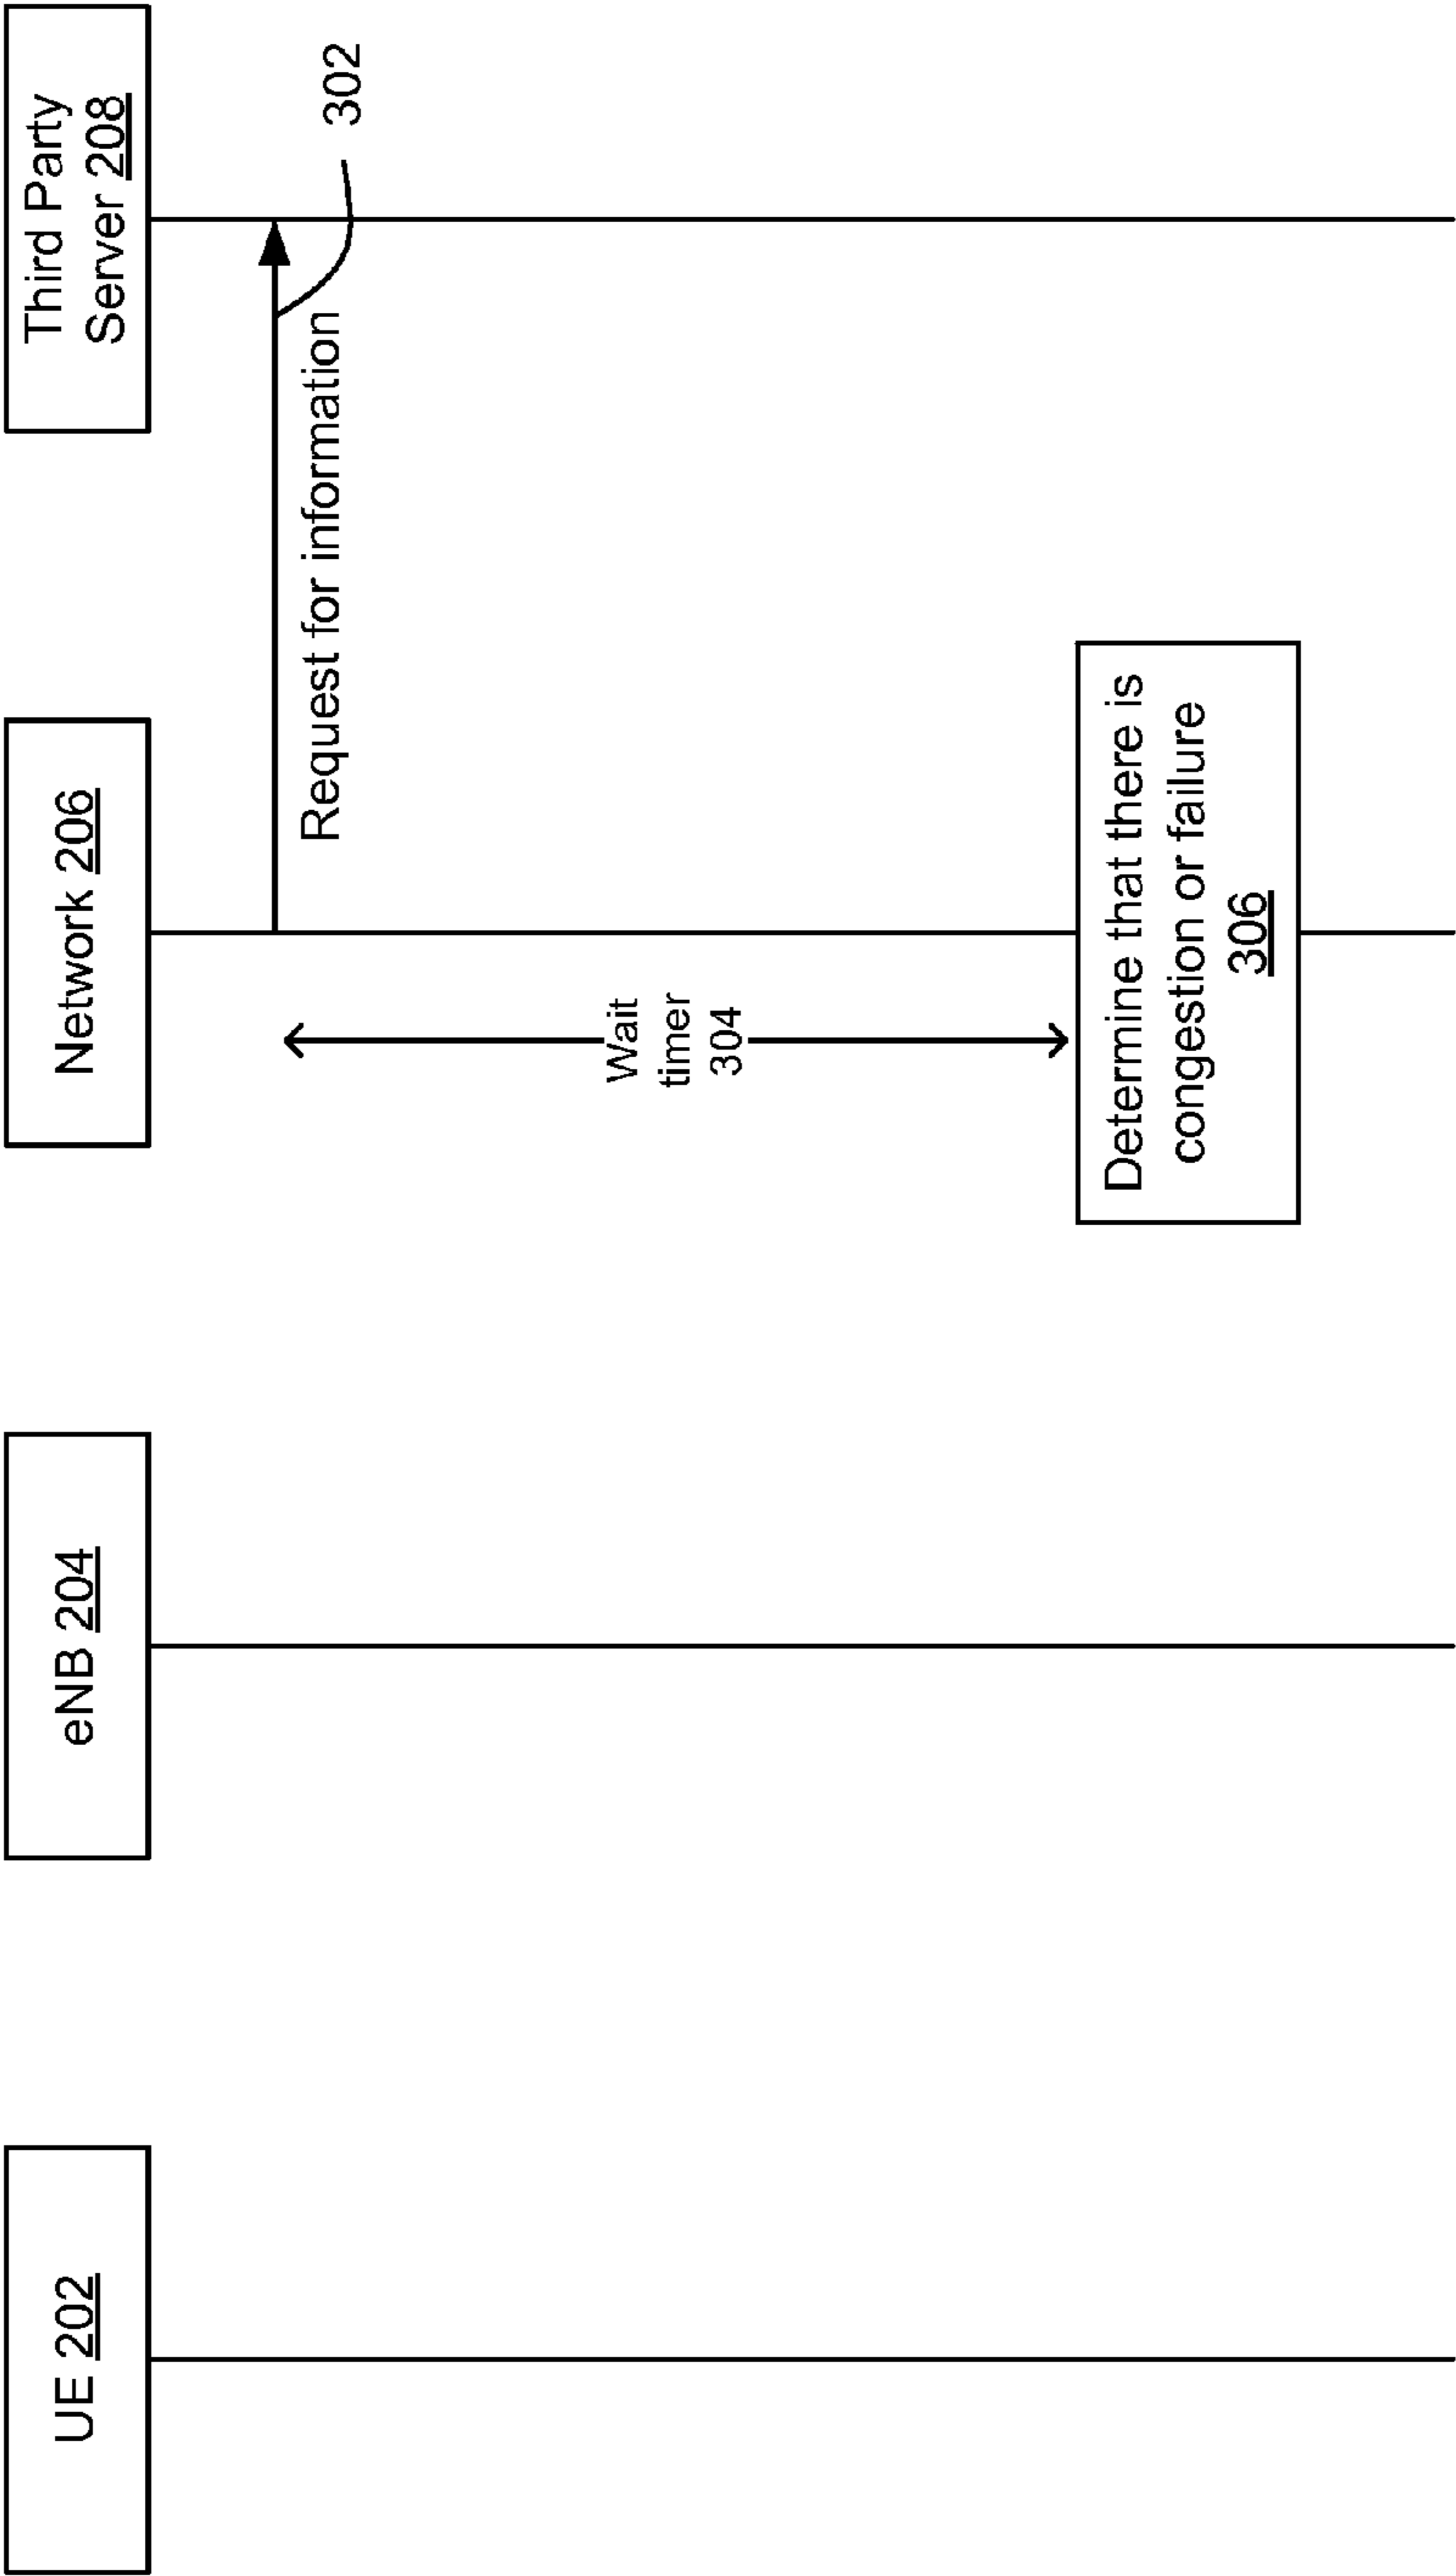 UE 202
eNB 204
Network 206
Third Party
Server 208
302
Request for information
Wait
timer
304
Determine that there is
congestion or failure
306